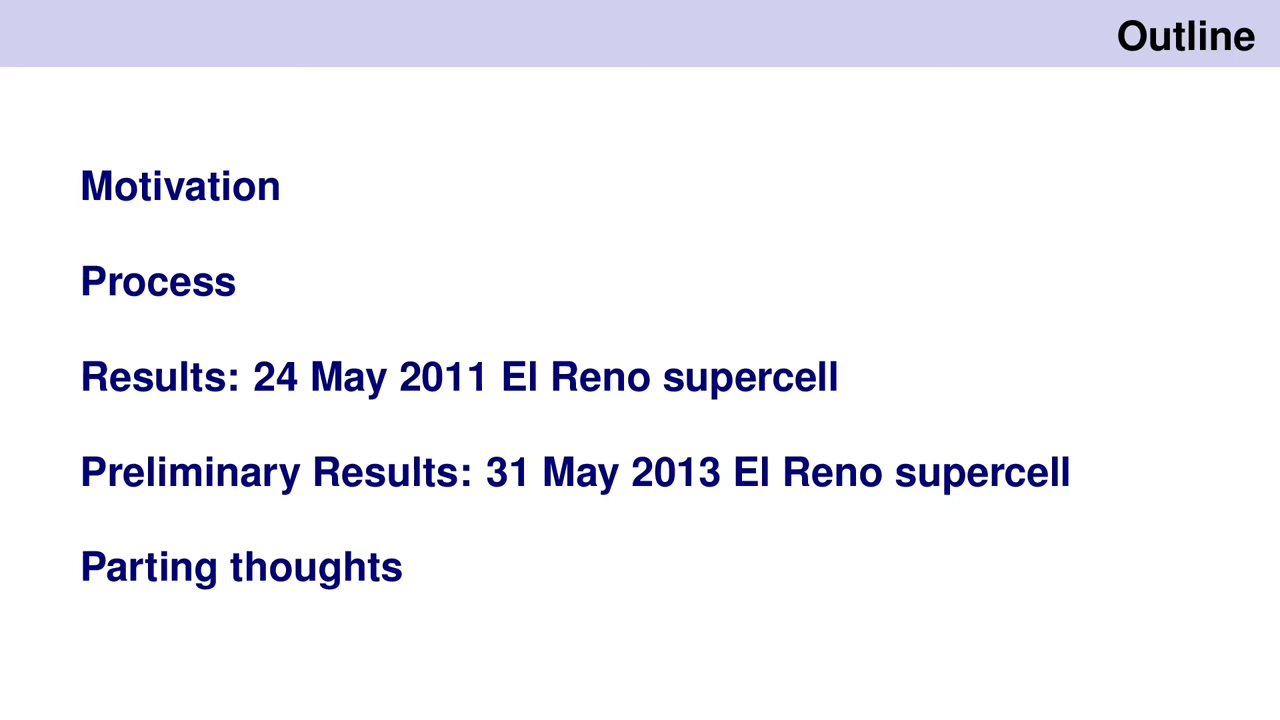 Outline
Motivation
Process
Results: 24 May 2011 El Reno supercell
Preliminary Results: 31 May 2013 El Reno supercell
Parting thoughts